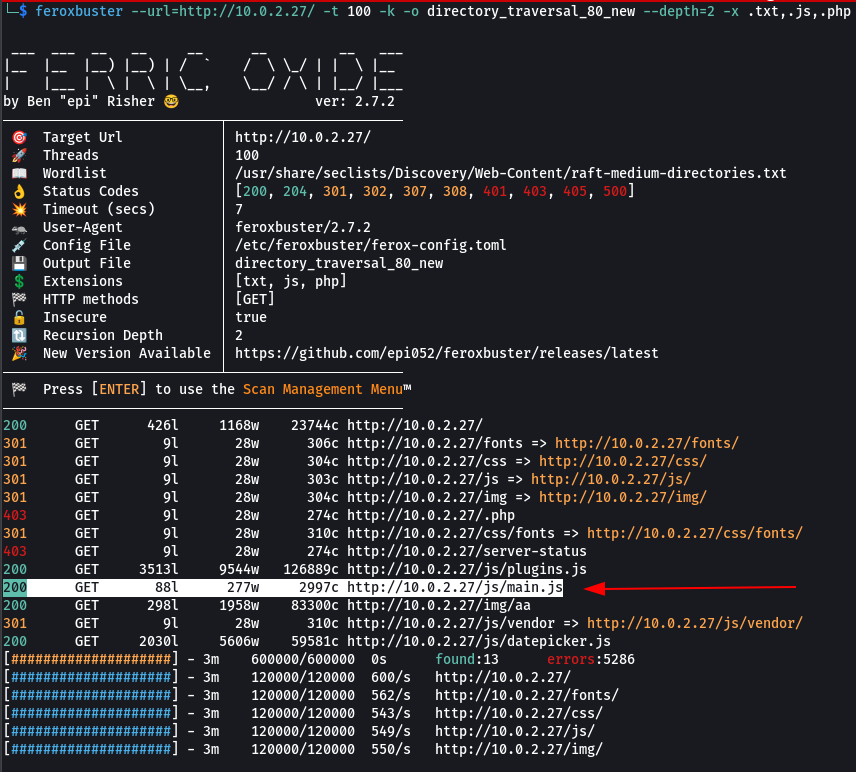 └─$ feroxbuster --url=http://10.0.2.27/ -t 100 -k -o directory_traversal_80_new --depth=2 -x .txt,.js,.php
FERRIC OXIDE
by Ben "epi" Risher 🤓 ver: 2.7.2
🎯 Target Url │ http://10.0.2.27/
🚀 Threads │ 100
📖 Wordlist │ /usr/share/seclists/Discovery/Web-Content/raft-medium-directories.txt
👌 Status Codes │ [200, 204, 301, 302, 307, 308, 401, 403, 405, 500]
💥 Timeout (secs) │ 7
🦡 User-Agent │ feroxbuster/2.7.2
💉 Config File │ /etc/feroxbuster/ferox-config.toml
💾 Output File │ directory_traversal_80_new
💲 Extensions │ [txt, js, php]
🏁 HTTP methods │ [GET]
🔓 Insecure │ true
🔃 Recursion Depth │ 2
🎉 New Version Available │ https://github.com/epi052/feroxbuster/releases/latest
🏁 Press [ENTER] to use the Scan Management Menu™
200 GET 426l 1168w 23744c http://10.0.2.27/
301 GET 9l 28w 306c http://10.0.2.27/fonts => http://10.0.2.27/fonts/
301 GET 9l 28w 304c http://10.0.2.27/css => http://10.0.2.27/css/
301 GET 9l 28w 303c http://10.0.2.27/js => http://10.0.2.27/js/
301 GET 9l 28w 304c http://10.0.2.27/img => http://10.0.2.27/img/
403 GET 9l 28w 274c http://10.0.2.27/.php
301 GET 9l 28w 310c http://10.0.2.27/css/fonts => http://10.0.2.27/css/fonts/
403 GET 9l 28w 274c http://10.0.2.27/server-status
200 GET 3513l 9544w 126889c http://10.0.2.27/js/plugins.js
200 GET 88l 277w 2997c http://10.0.2.27/js/main.js
200 GET 298l 1958w 83300c http://10.0.2.27/img/aa
301 GET 9l 28w 310c http://10.0.2.27/js/vendor => http://10.0.2.27/js/vendor/
200 GET 2030l 5606w 59581c http://10.0.2.27/js/datepicker.js
[####################] - 3m 600000/600000 0s found:13 errors:5286
[####################] - 3m 120000/120000 600/s http://10.0.2.27/
[####################] - 3m 120000/120000 562/s http://10.0.2.27/fonts/
[####################] - 3m 120000/120000 543/s http://10.0.2.27/css/
[####################] - 3m 120000/120000 549/s http://10.0.2.27/js/
[####################] - 3m 120000/120000 550/s http://10.0.2.27/img/